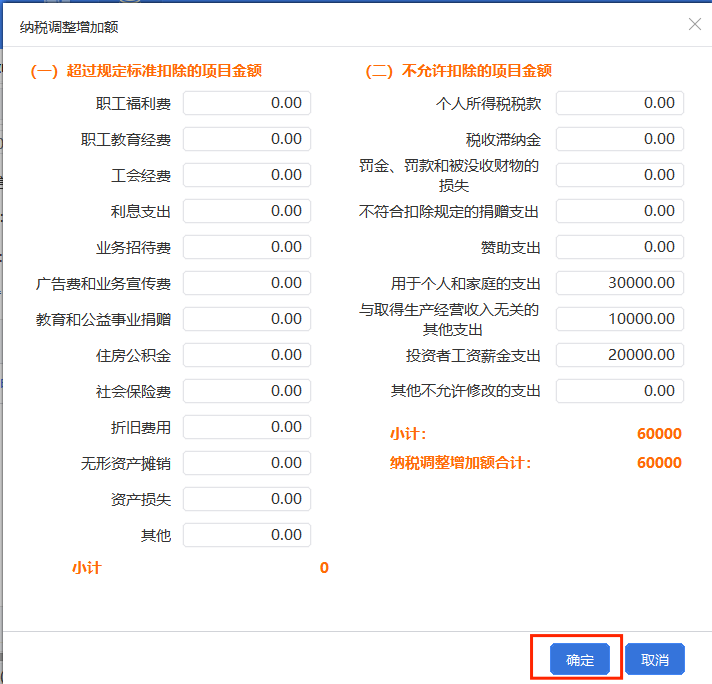 纳税调整增加额
(一) 超过规定标准扣除的项目金额
职工福利费 0.00
职工教育经费 0.00
工会经费 0.00
利息支出 0.00
业务招待费 0.00
广告费和业务宣传费 0.00
教育和公益事业捐赠 0.00
住房公积金 0.00
社会保险费 0.00
折旧费用 0.00
无形资产摊销 0.00
资产损失 0.00
其他 0.00
小计 0
(二) 不允许扣除的项目金额
个人所得税税款 0.00
税收滞纳金 0.00
罚金、罚款和被没收财物的
损失 0.00
不符合扣除规定的捐赠支出 0.00
赞助支出 0.00
用于个人和家庭的支出 30000.00
与取得生产经营收入无关的
其他支出 10000.00
投资者工资薪金支出 20000.00
其他不允许修改的支出 0.00
小计: 60000
纳税调整增加额合计: 60000
确定 取消